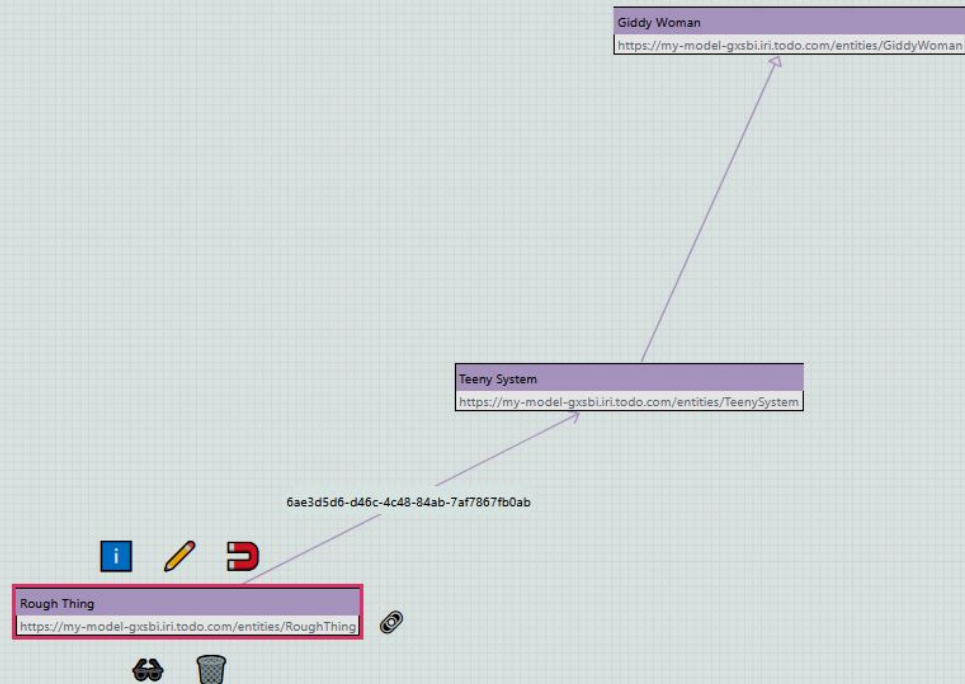 Giddy Woman
https://my-model-gxsbi.iri.todo.com/entities/GiddyWoman
Teeny System
https://my-model-gxsbi.iri.todo.com/entities/TeenySystem
6ae3d5d6-d46c-4c48-84ab-7af7867fb0ab
i
Rough Thing
https://my-model-gxsbi.iri.todo.com/entities/RoughThing